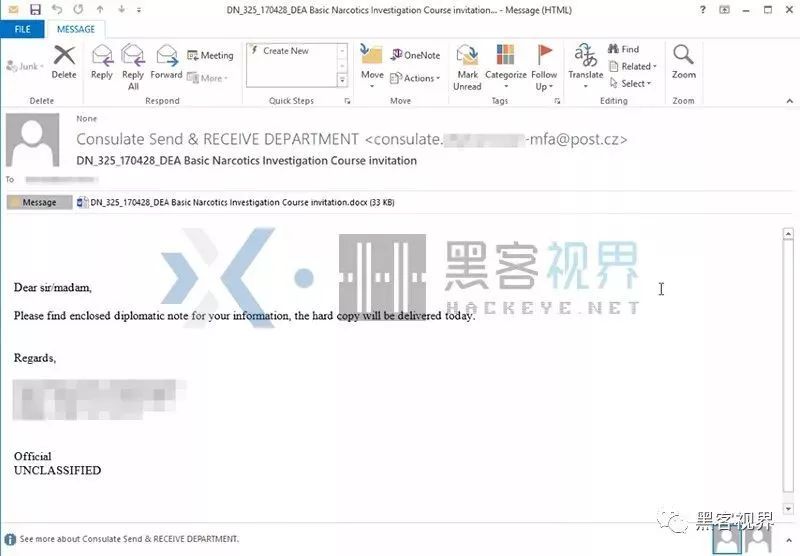 DN_325_170428_DEA Basic Narcotics Investigation Course invitation... - Message (HTML)
FILE
MESSAGE
Junk
Delete
Reply
Reply All
Forward
Meeting
More
Create New
Move
OneNote
Actions
Mark Unread
Categorize
Follow Up
Translate
Find
Related
Select
Zoom
Delete
Respond
Quick Steps
Move
Tags
Editing
Zoom
None
Consulate Send & RECEIVE DEPARTMENT <consulate. -mfa@post.cz>
DN_325_170428_DEA Basic Narcotics Investigation Course invitation
To
Message
DN_325_170428_DEA Basic Narcotics Investigation Course invitation.docx (33 KB)
黑客视界
HACKEYE.NET
Dear sir/madam,
Please find enclosed diplomatic note for your information, the hard copy will be delivered today.
Regards,
Official
UNCLASSIFIED
黑客视界
See more about Consulate Send & RECEIVE DEPARTMENT.